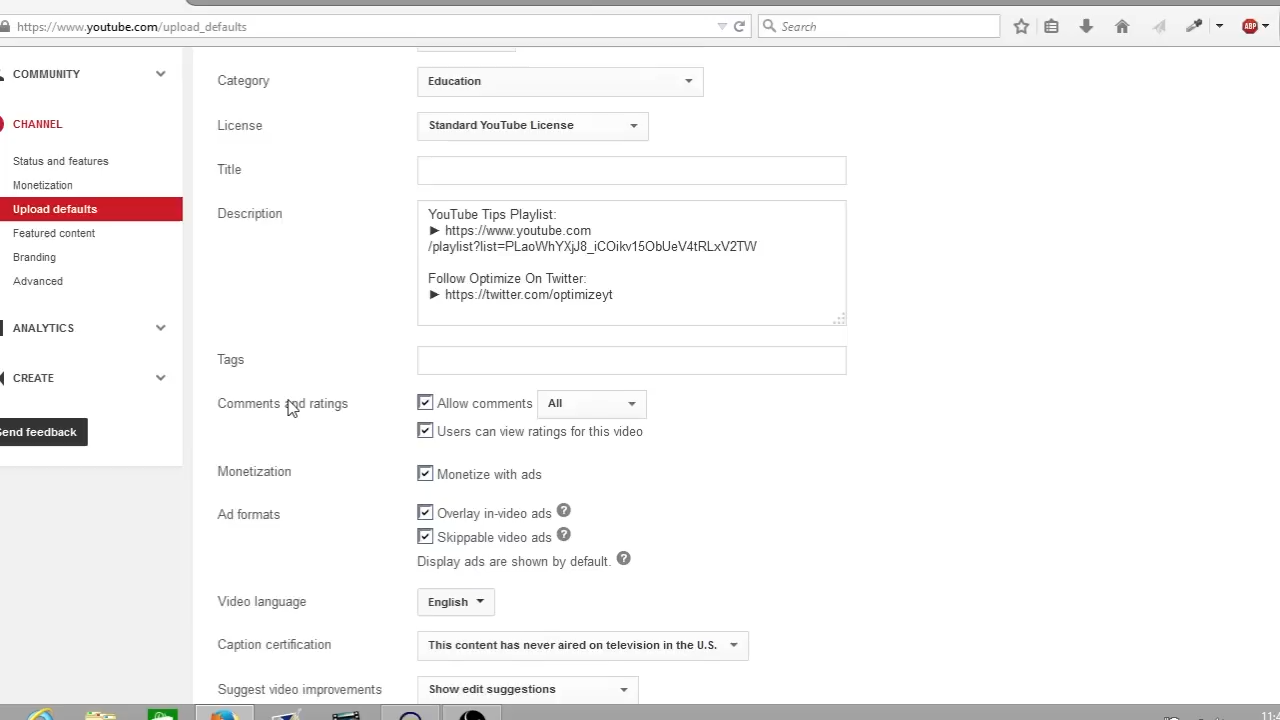 https://www.youtube.com/upload_defaults
Search
ABP
COMMUNITY
CHANNEL
Status and features
Monetization
Upload defaults
Featured content
Branding
Advanced
ANALYTICS
CREATE
Send feedback
Category
Education
License
Standard YouTube License
Title
Description
YouTube Tips Playlist:
► https://www.youtube.com
/playlist?list=PLaoWhYXjJ8_iCOikv15ObUeV4tRLxV2TW
Follow Optimize On Twitter:
► https://twitter.com/optimizeyt
Tags
Comments and ratings
Allow comments
All
Users can view ratings for this video
Monetization
Monetize with ads
Ad formats
Overlay in-video ads ?
Skippable video ads ?
Display ads are shown by default. ?
Video language
English
Caption certification
This content has never aired on television in the U.S.
Suggest video improvements
Show edit suggestions